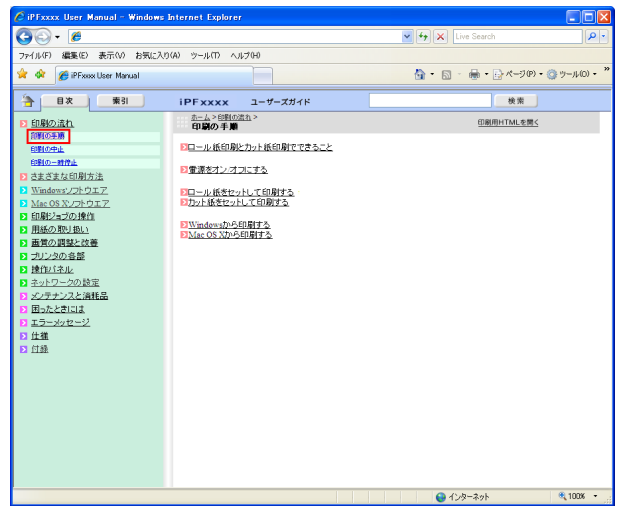 iPFxxxx User Manual - Windows Internet Explorer
Live Search
ファイル(F) 編集(E) 表示(V) お気に入り(A) ツール(T) ヘルプ(H)
iPFxxxx User Manual
ページ(P) ツール(O) »
目次 索引 iPFxxxx ユーザーズガイド 検索
ホーム > 印刷の流れ >
印刷の手順
印刷用HTMLを開く
印刷の流れ
印刷の手順
印刷の中止
印刷の一時停止
さまざまな印刷方法
Windowsソフトウエア
Mac OS Xソフトウエア
印刷ジョブの操作
用紙の取り扱い
画質の調整と改善
プリンタの各部
操作パネル
ネットワークの設定
メンテナンスと消耗品
困ったときには
エラーメッセージ
仕様
付録
ロール紙印刷とカット紙印刷でできること
電源をオン/オフにする
ロール紙をセットして印刷する
カット紙をセットして印刷する
Windowsから印刷する
Mac OS Xから印刷する
インターネット 100%